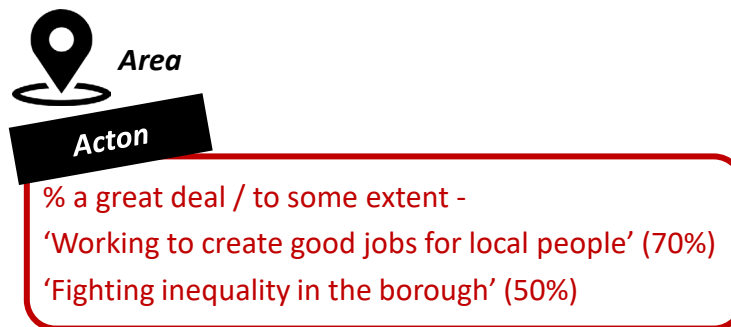 Area
Acton
% a great deal / to some extent -
‘Working to create good jobs for local people’ (70%)
‘Fighting inequality in the borough’ (50%)